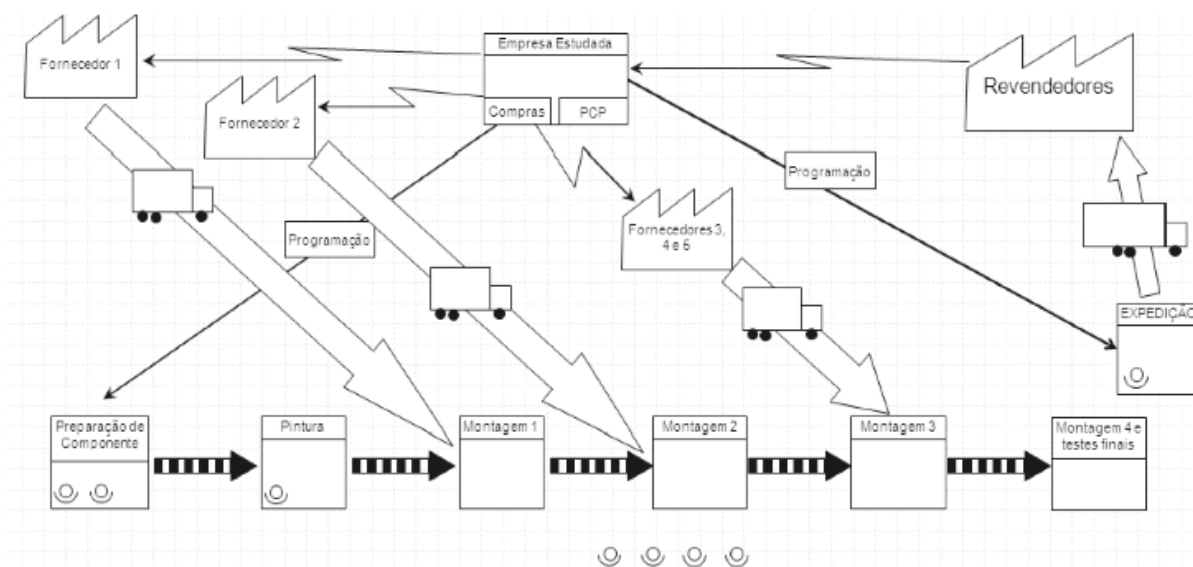 Fornecedor 1
Empresa Estudada
Compras
PCP
Fornecedor 2
Revendedores
Programação
Programação
Fornecedores 3,
4 e 5
EXPEDIÇÃO
Preparação de
Componente
Pintura
Montagem 1
Montagem 2
Montagem 3
Montagem 4 e
testes finais